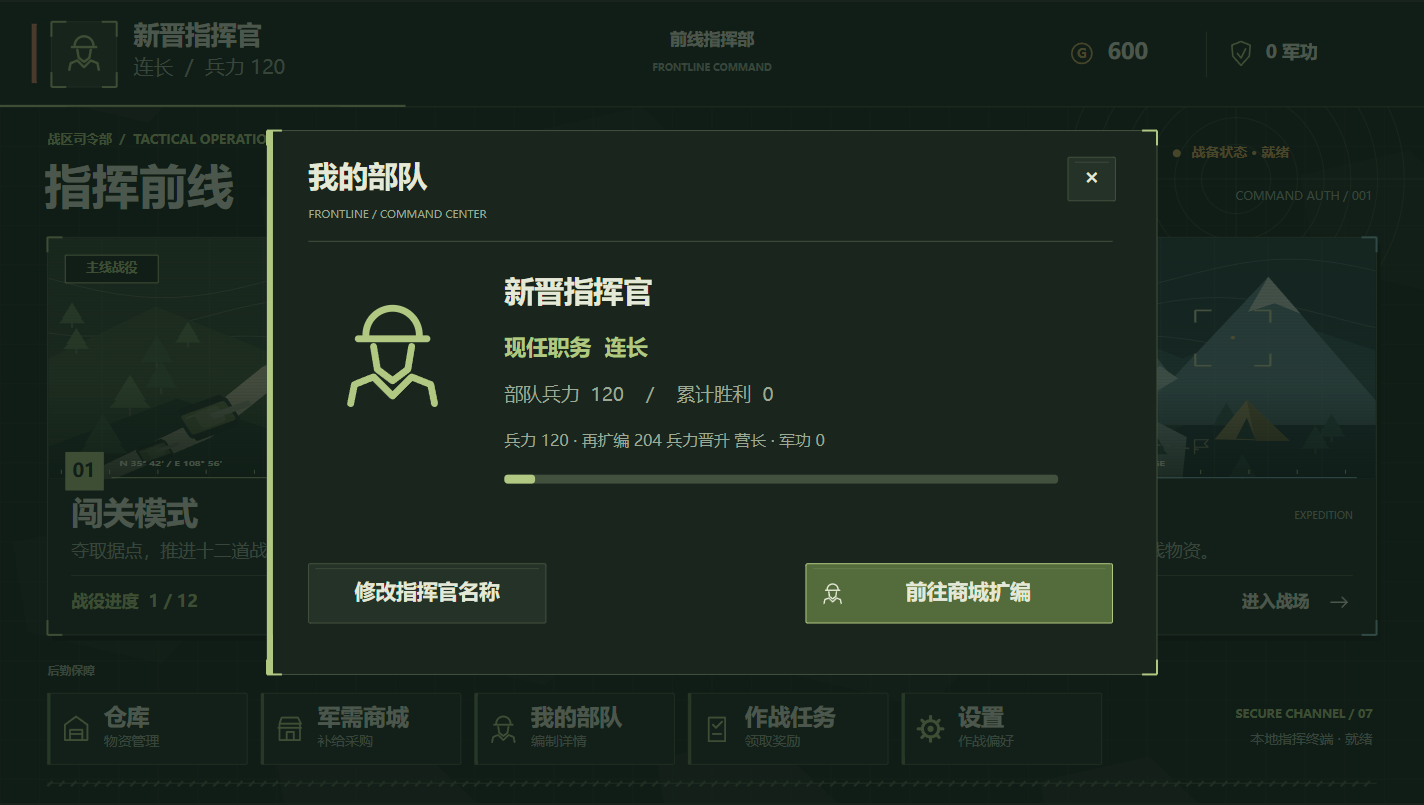 新晋指挥官
连长 / 兵力 120
前线指挥部
FRONTLINE COMMAND
G 600
0 军功
战区司令部 / TACTICAL OPERATIO
指挥前线
战备状态 • 就绪
COMMAND AUTH / 001
主线战役
01
N 35° 42' / E 108° 56'
闯关模式
夺取据点，推进十二道战
战役进度 1 / 12
我的部队
FRONTLINE / COMMAND CENTER
×
新晋指挥官
现任职务 连长
部队兵力 120 / 累计胜利 0
兵力 120 · 再扩编 204 兵力晋升 营长 · 军功 0
修改指挥官名称
前往商城扩编
EXPEDITION
物资。
进入战场 →
后勤保障
仓库
物资管理
军需商城
补给采购
我的部队
编制详情
作战任务
领取奖励
设置
作战偏好
SECURE CHANNEL / 07
本地指挥终端 · 就绪